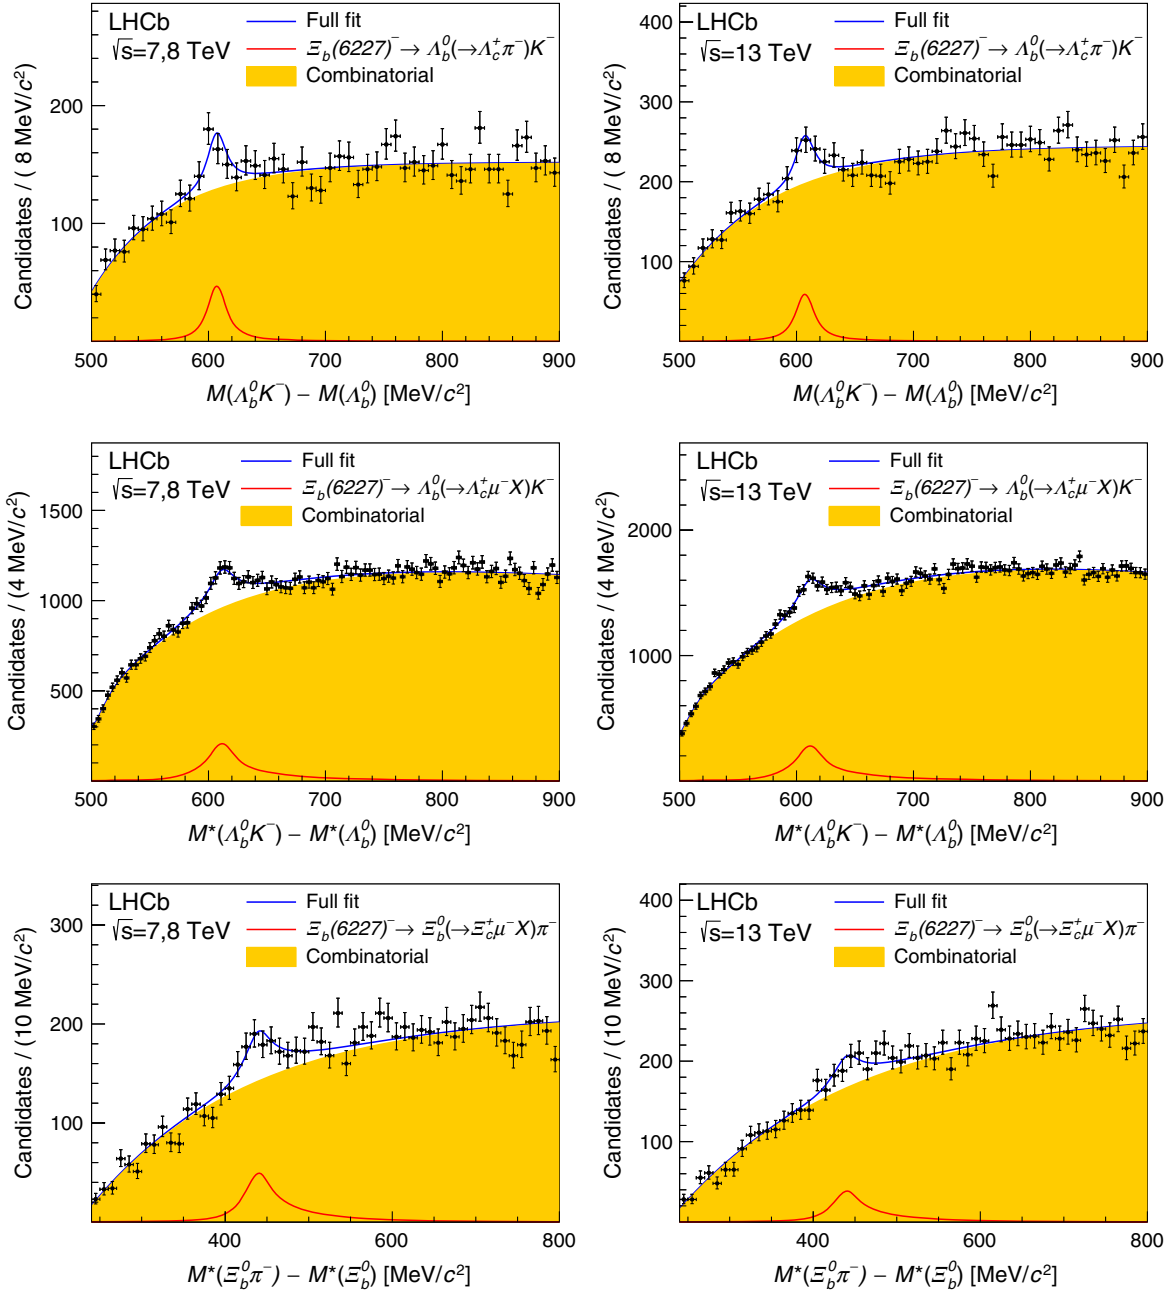 LHCb
√s=7,8 TeV
Full fit
Ξb(6227)⁻ → Λb⁰(→Λc⁺π⁻)K⁻
Combinatorial
Candidates / ( 8 MeV/c²)
200
100
500 600 700 800 900
M(Λb⁰K⁻) – M(Λb⁰) [MeV/c²]
LHCb
√s=13 TeV
Full fit
Ξb(6227)⁻ → Λb⁰(→Λc⁺π⁻)K⁻
Combinatorial
Candidates / ( 8 MeV/c²)
400
300
200
100
500 600 700 800 900
M(Λb⁰K⁻) – M(Λb⁰) [MeV/c²]
LHCb
√s=7,8 TeV
Full fit
Ξb(6227)⁻ → Λb⁰(→Λc⁺μ⁻X)K⁻
Combinatorial
Candidates / (4 MeV/c²)
1500
1000
500
500 600 700 800 900
M*(Λb⁰K⁻) – M*(Λb⁰) [MeV/c²]
LHCb
√s=13 TeV
Full fit
Ξb(6227)⁻ → Λb⁰(→Λc⁺μ⁻X)K⁻
Combinatorial
Candidates / (4 MeV/c²)
2000
1000
500 600 700 800 900
M*(Λb⁰K⁻) – M*(Λb⁰) [MeV/c²]
LHCb
√s=7,8 TeV
Full fit
Ξb(6227)⁻ → Ξb⁰(→Ξc⁺μ⁻X)π⁻
Combinatorial
Candidates / (10 MeV/c²)
300
200
100
400 600 800
M*(Ξb⁰π⁻) – M*(Ξb⁰) [MeV/c²]
LHCb
√s=13 TeV
Full fit
Ξb(6227)⁻ → Ξb⁰(→Ξc⁺μ⁻X)π⁻
Combinatorial
Candidates / (10 MeV/c²)
400
300
200
100
400 600 800
M*(Ξb⁰π⁻) – M*(Ξb⁰) [MeV/c²]